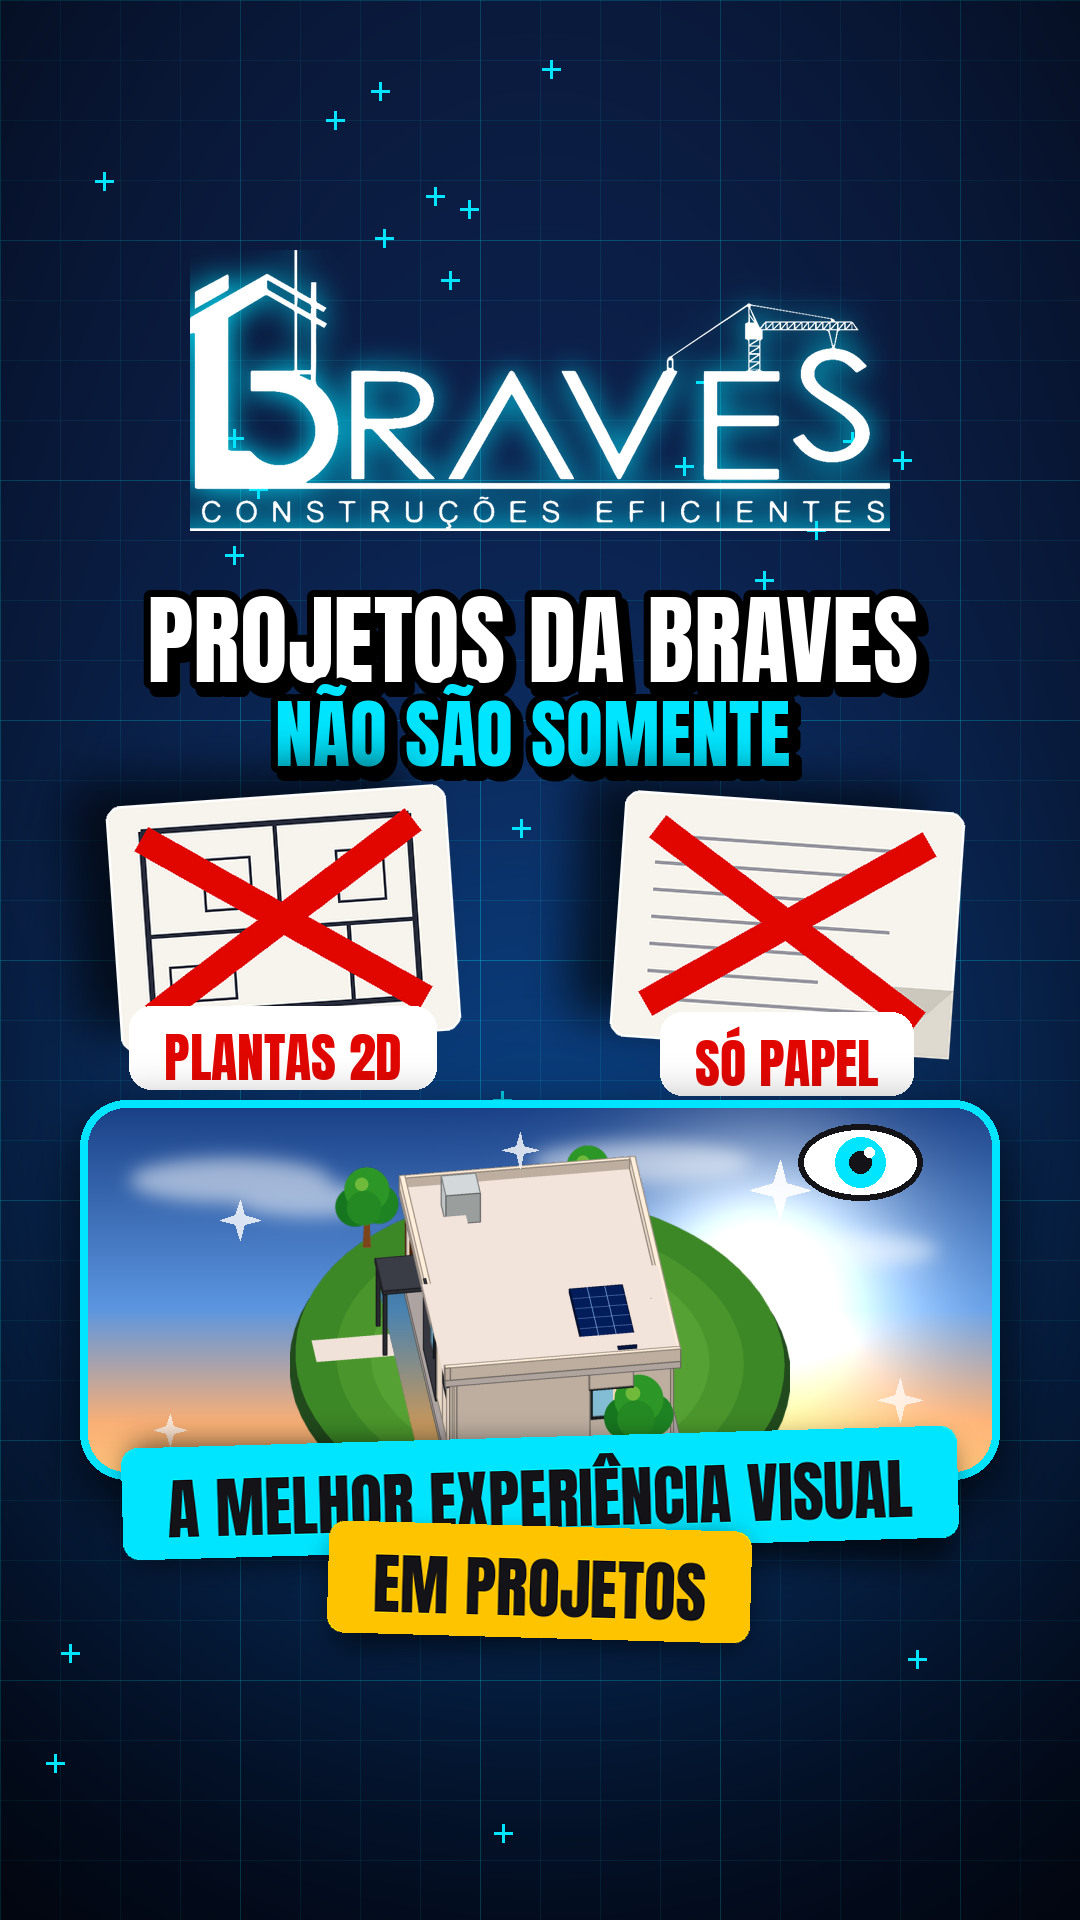 BRAVES
CONSTRUÇÕES EFICIENTES
PROJETOS DA BRAVES
NÃO SÃO SOMENTE
PLANTAS 2D
SÓ PAPEL
A MELHOR EXPERIÊNCIA VISUAL
EM PROJETOS